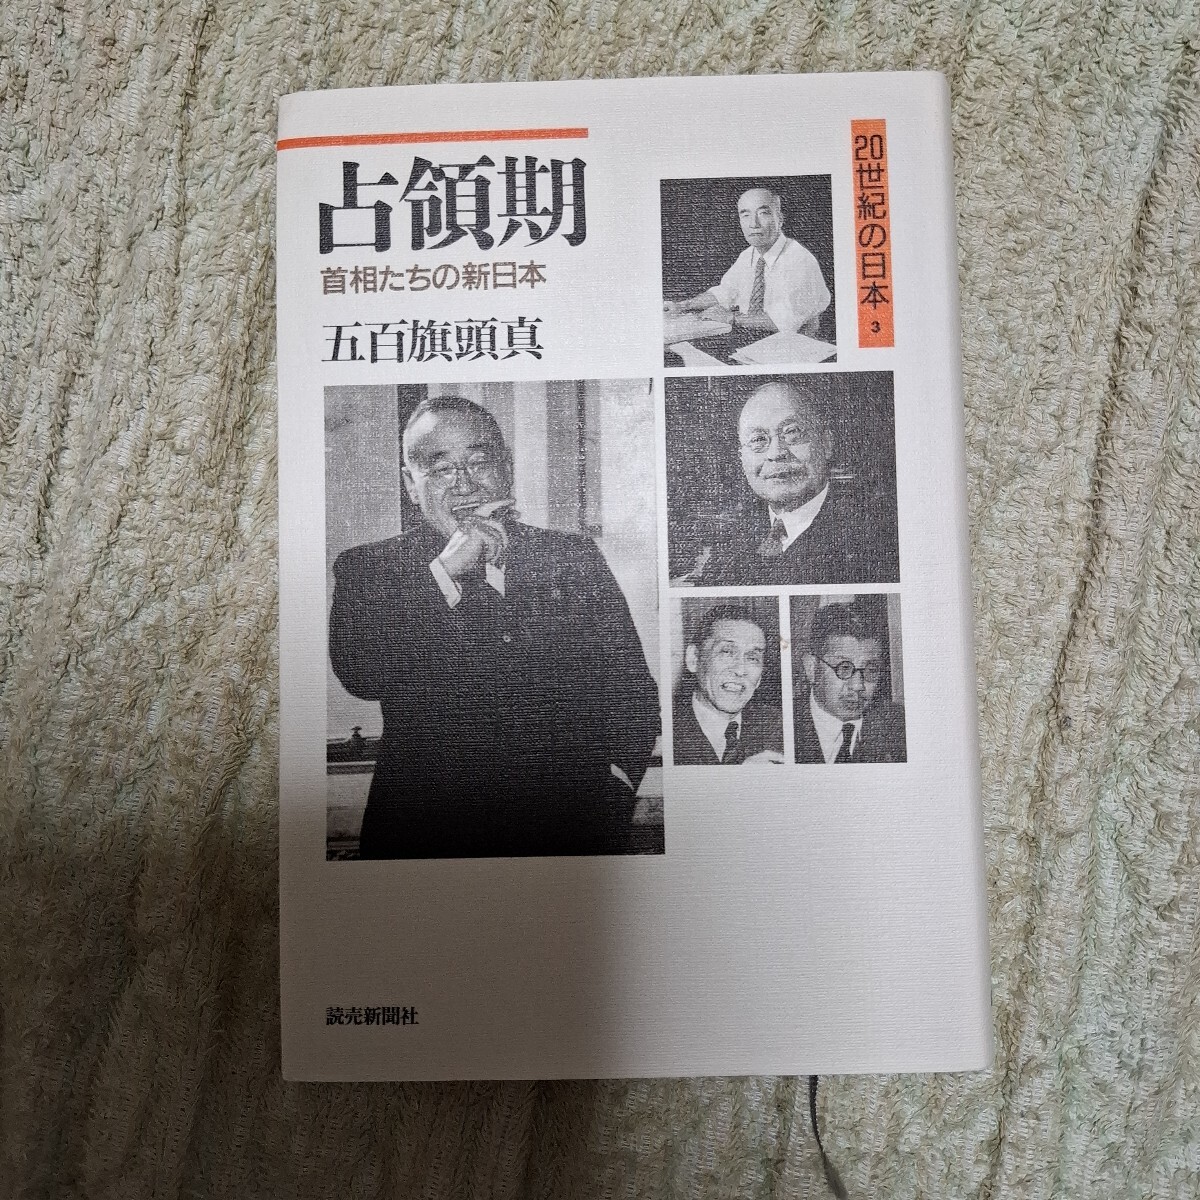 占領期
首相たちの新日本
五百旗頭真
20世紀の日本 3
読売新聞社